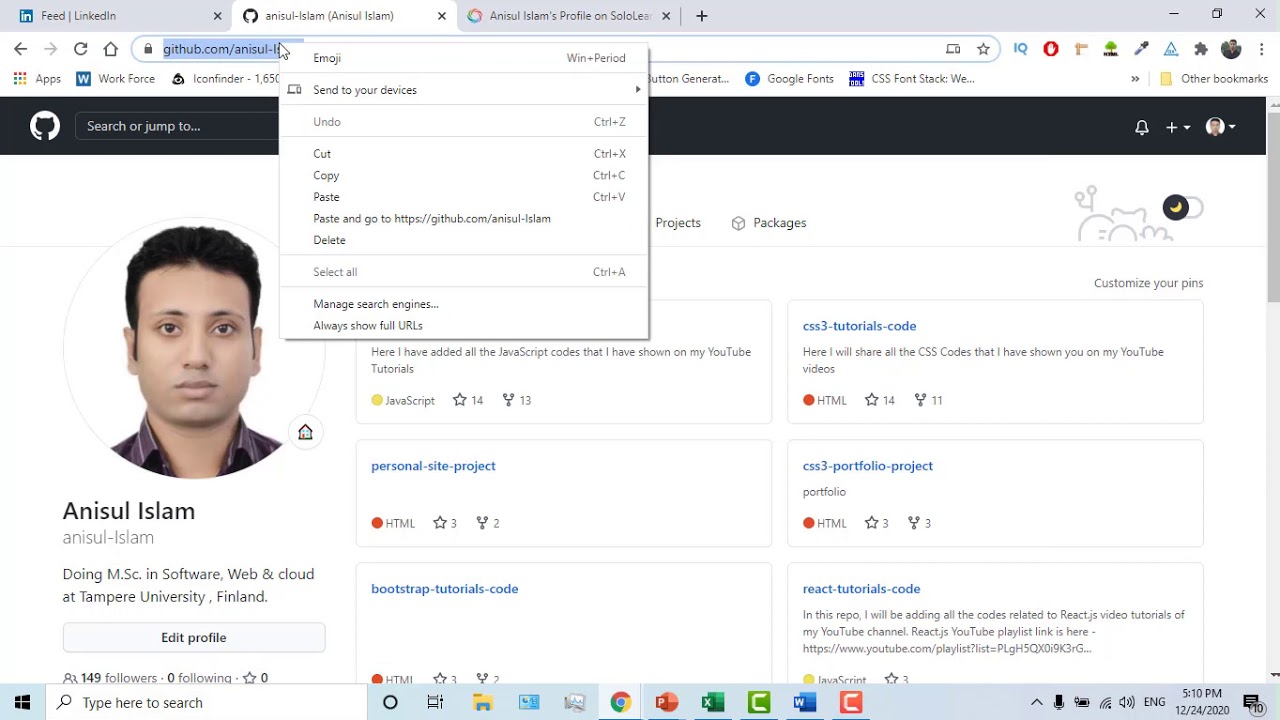 Feed | LinkedIn
anisul-Islam (Anisul Islam)
Anisul Islam's Profile on SoloLear
github.com/anisul-Is
IQ
Apps
Work Force
Iconfinder - 1,650
Button Generat...
Google Fonts
CSS Font Stack: We...
»
Other bookmarks
Emoji Win+Period
Send to your devices
Undo Ctrl+Z
Cut Ctrl+X
Copy Ctrl+C
Paste Ctrl+V
Paste and go to https://github.com/anisul-Islam
Delete
Select all Ctrl+A
Manage search engines...
Always show full URLs
Search or jump to...
Projects
Packages
Customize your pins
Here I have added all the JavaScript codes that I have shown on my YouTube
Tutorials
JavaScript 14 13
css3-tutorials-code
Here I will share all the CSS Codes that I have shown you on my YouTube
videos
HTML 14 11
personal-site-project
HTML 3 2
css3-portfolio-project
portfolio
HTML 3 3
bootstrap-tutorials-code
HTML 3 2
react-tutorials-code
In this repo, I will be adding all the codes related to React.js video tutorials of
my YouTube channel. React.js YouTube playlist link is here -
https://www.youtube.com/playlist?list=PLgH5QX0i9K3rG...
JavaScript 3
Anisul Islam
anisul-Islam
Doing M.Sc. in Software, Web & cloud
at Tampere University , Finland.
Edit profile
149 followers · 0 following · 0
Type here to search
ENG
5:10 PM
12/24/2020
10